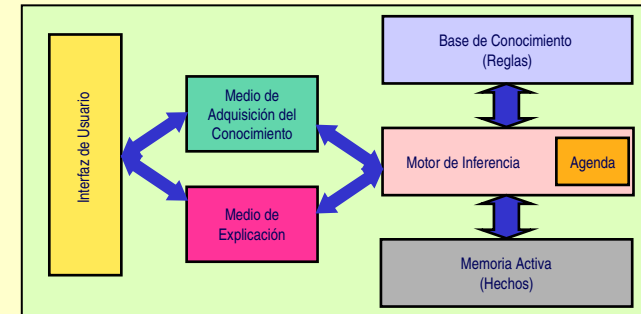 Interfaz de Usuario
Medio de
Adquisición del
Conocimiento
Medio de
Explicación
Base de Conocimiento
(Reglas)
Motor de Inferencia
Agenda
Memoria Activa
(Hechos)